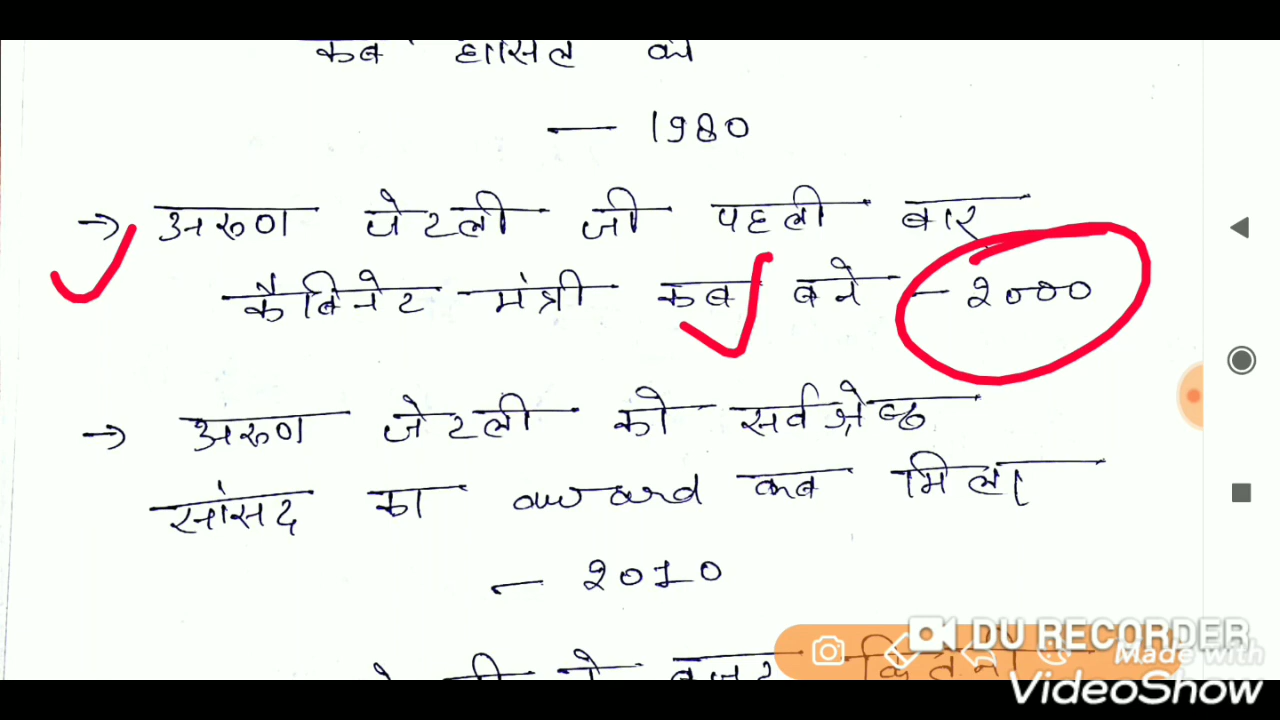 कब हासिल की
— 1980
→ अरुण जेटली जी पहली बार
कैबिनेट मंत्री कब बने – 2000
→ अरुण जेटली को सर्वश्रेष्ठ
सांसद का award कब मिला
– 2010
DU RECORDER
Made with
VideoShow